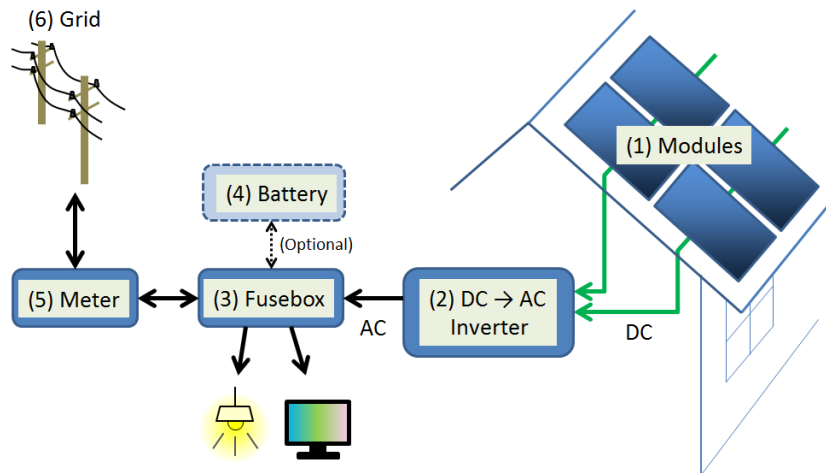 (6) Grid
(1) Modules
(4) Battery
(Optional)
(5) Meter
(3) Fusebox
(2) DC → AC
Inverter
AC
DC